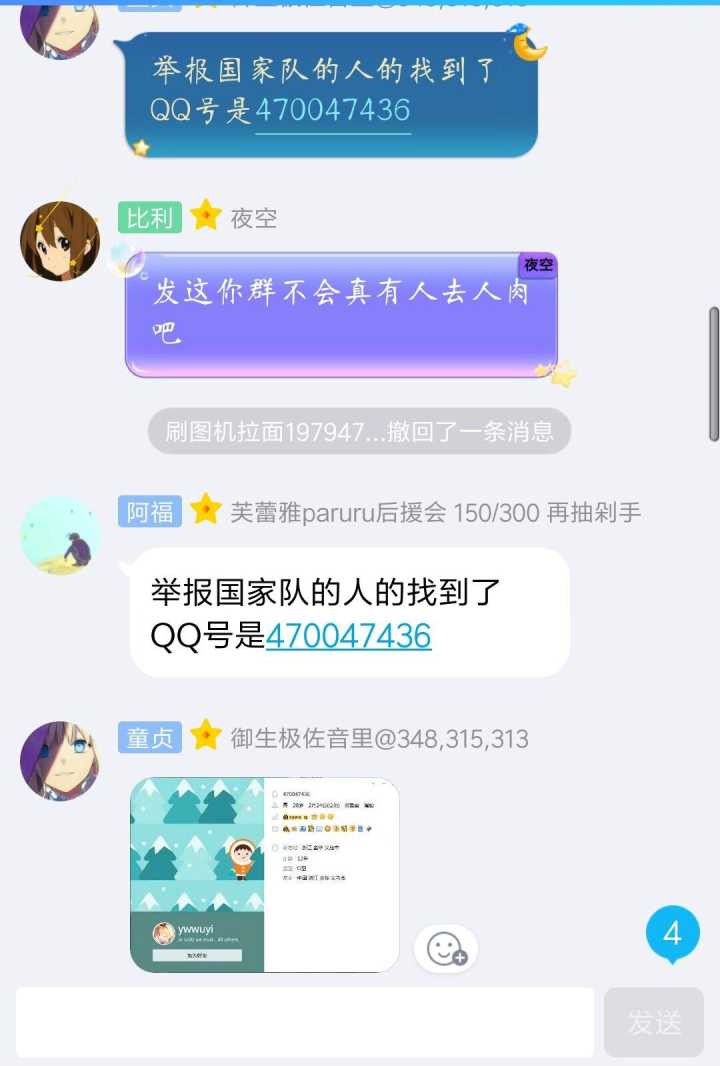 举报国家队的人的找到了
QQ号是470047436
比利 夜空
夜空
发这你群不会真有人去人肉
吧
刷图机拉面197947...撤回了一条消息
阿福 芙蕾雅paruru后援会 150/300 再抽剁手
举报国家队的人的找到了
QQ号是470047436
童贞 御生极佐音里@348,315,313
470047436
ywwuyi
加为好友
4
发送